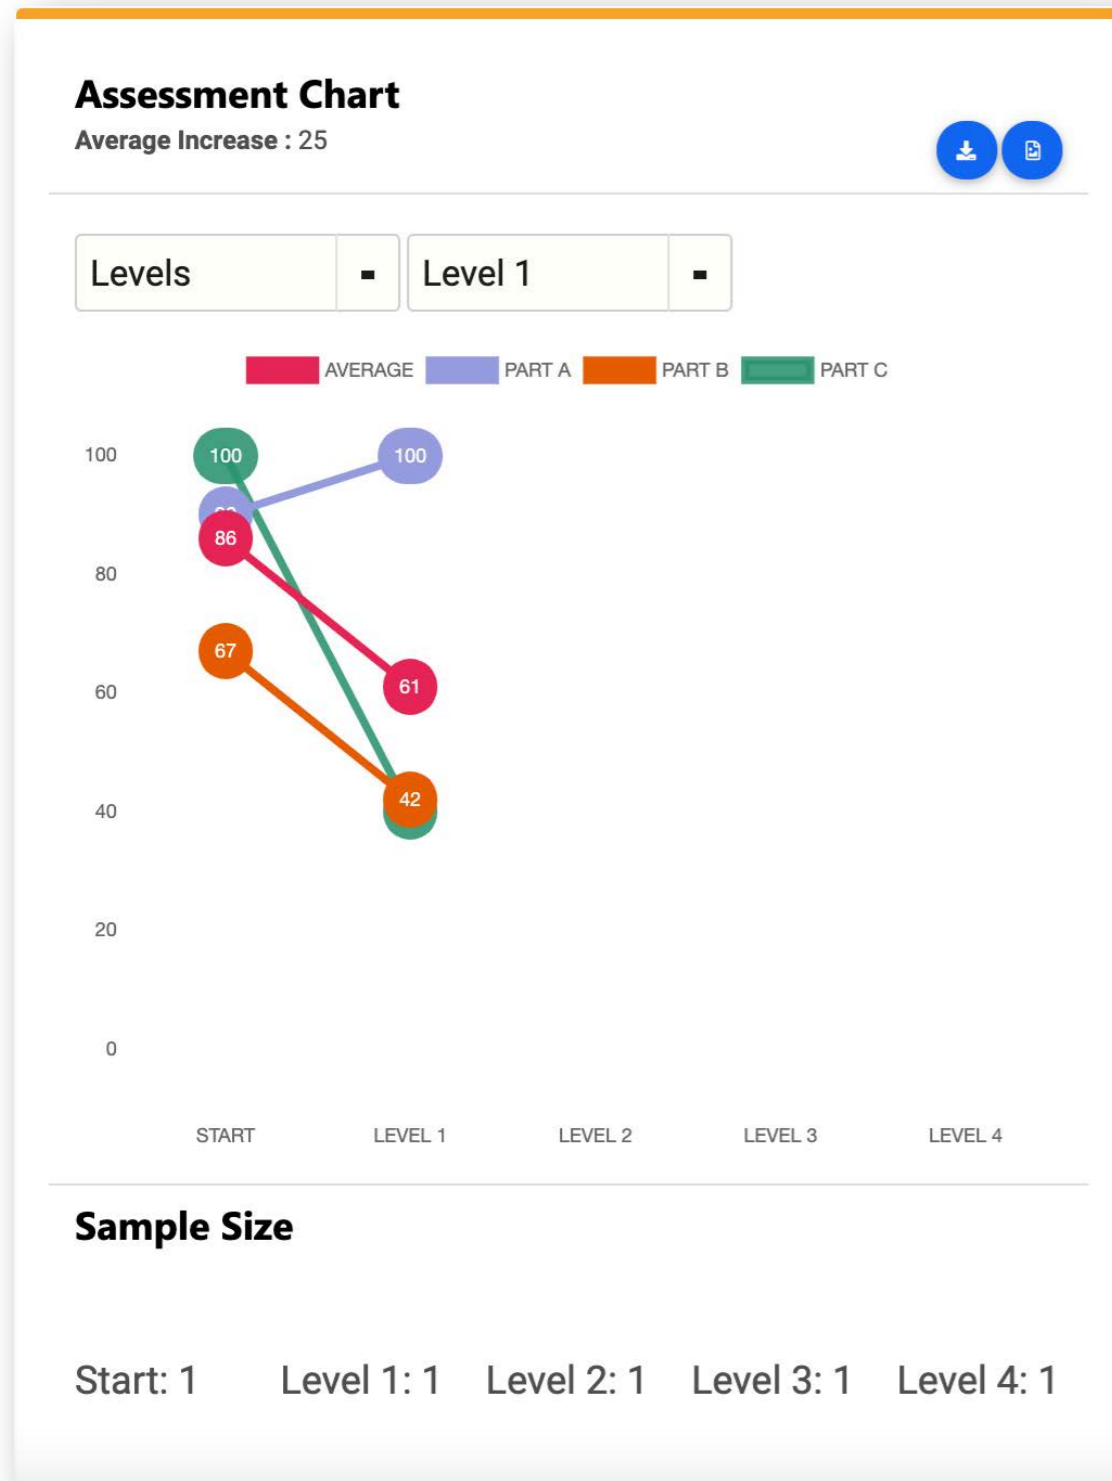 Assessment Chart
Average Increase : 25
Levels - Level 1 -
AVERAGE PART A PART B PART C
100 100 100
86
80
67
60 61
42
40
20
0
START LEVEL 1 LEVEL 2 LEVEL 3 LEVEL 4
Sample Size
Start: 1 Level 1: 1 Level 2: 1 Level 3: 1 Level 4: 1